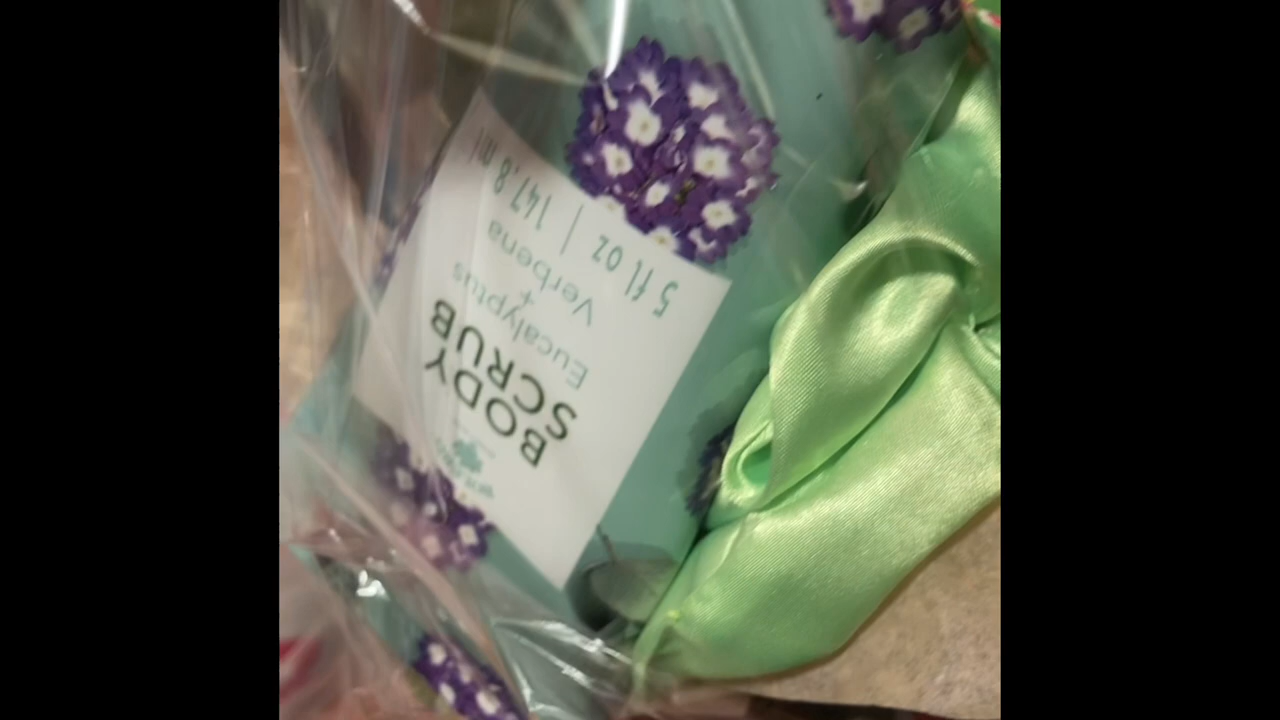 BODY
SCRUB
Eucalyptus
+
Verbena
5 fl oz | 147.8 ml